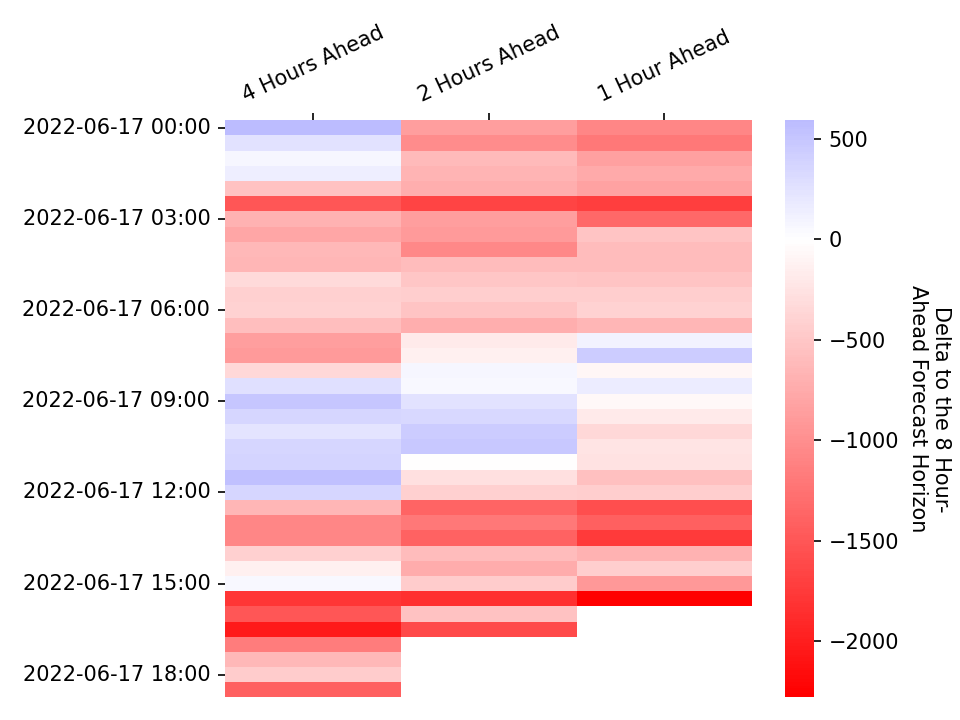 4 Hours Ahead
2 Hours Ahead
1 Hour Ahead
2022-06-17 00:00
2022-06-17 03:00
2022-06-17 06:00
2022-06-17 09:00
2022-06-17 12:00
2022-06-17 15:00
2022-06-17 18:00
500
0
−500
−1000
−1500
−2000
Delta to the 8 Hour-
Ahead Forecast Horizon